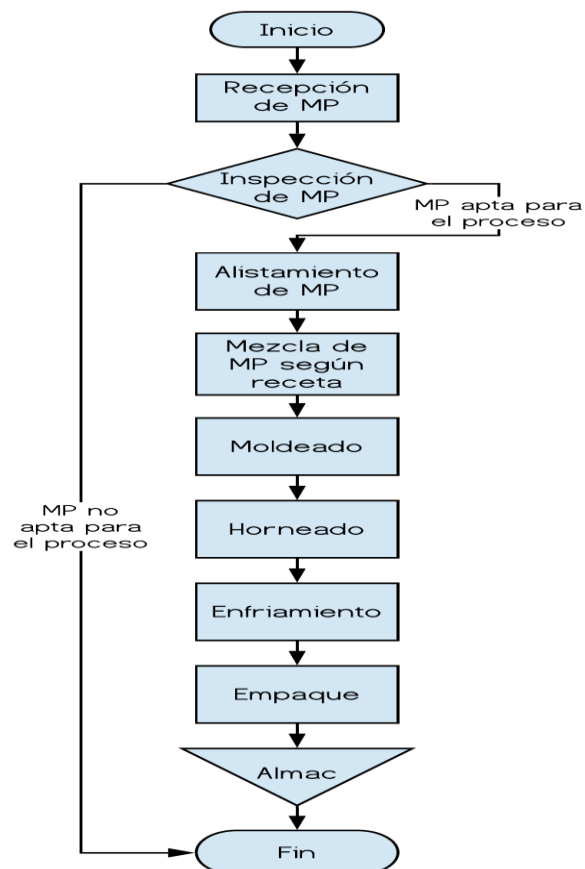 Inicio
Recepción
de MP
Inspección
de MP
MP apta para
el proceso
Alistamiento
de MP
Mezcla de
MP según
receta
Moldeado
MP no
apta para
el proceso
Horneado
Enfriamiento
Empaque
Almac
Fin